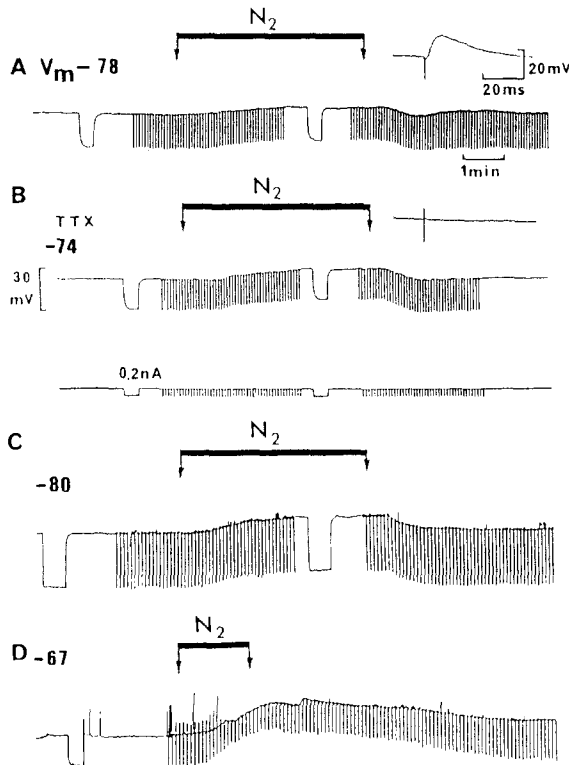 N2
A Vm – 78
20mV
20ms
1min
B
N2
TTX
-74
30
mV
0.2nA
C
N2
-80
N2
D -67